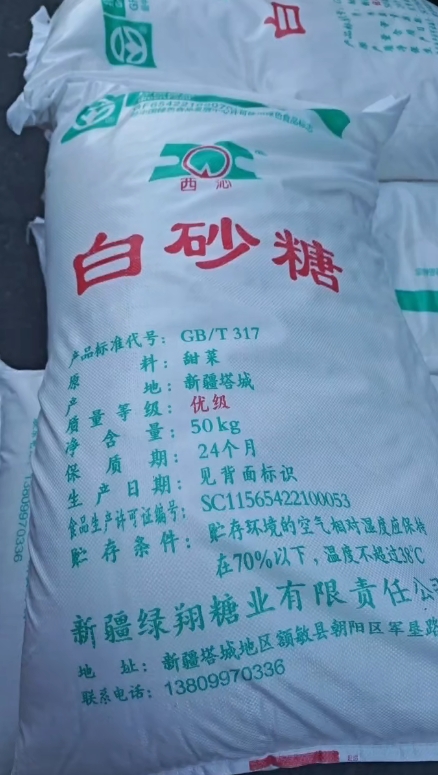 白
西沁
白砂糖
产品标准代号：GB/T 317
原 料：甜菜
产 地：新疆塔城
质量等级：优级
净含量：50kg
保质期：24个月
生产日期：见背面标识
食品生产许可证编号：SC11565422100053
贮存条件：贮存环境的空气相对湿度应保持
在70%以下，温度不超过38℃
新疆绿翔糖业有限责任公司
地 址：新疆塔城地区额敏县朝阳区军垦路
联系电话：13809970336
13809970336